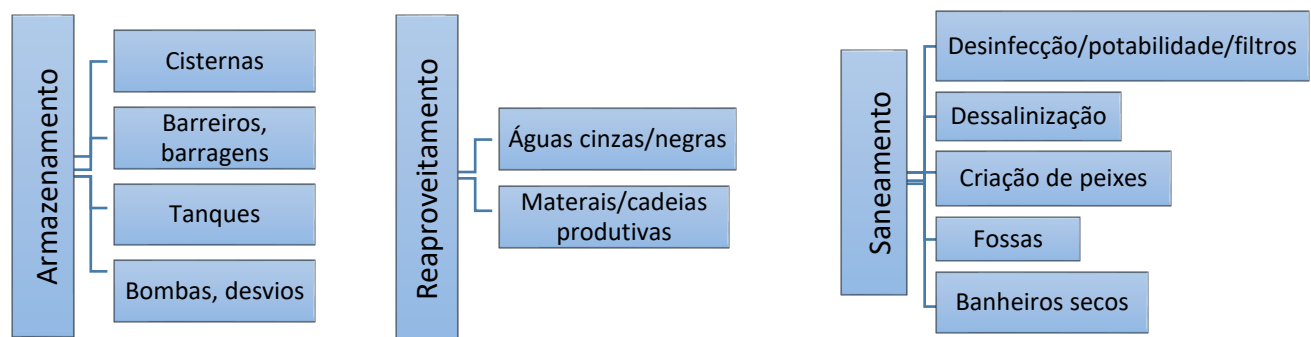 Armazenamento
Cisternas
Barreiros,
barragens
Tanques
Bombas, desvios
Reaproveitamento
Águas cinzas/negras
Materais/cadeias
produtivas
Saneamento
Desinfecção/potabilidade/filtros
Dessalinização
Criação de peixes
Fossas
Banheiros secos